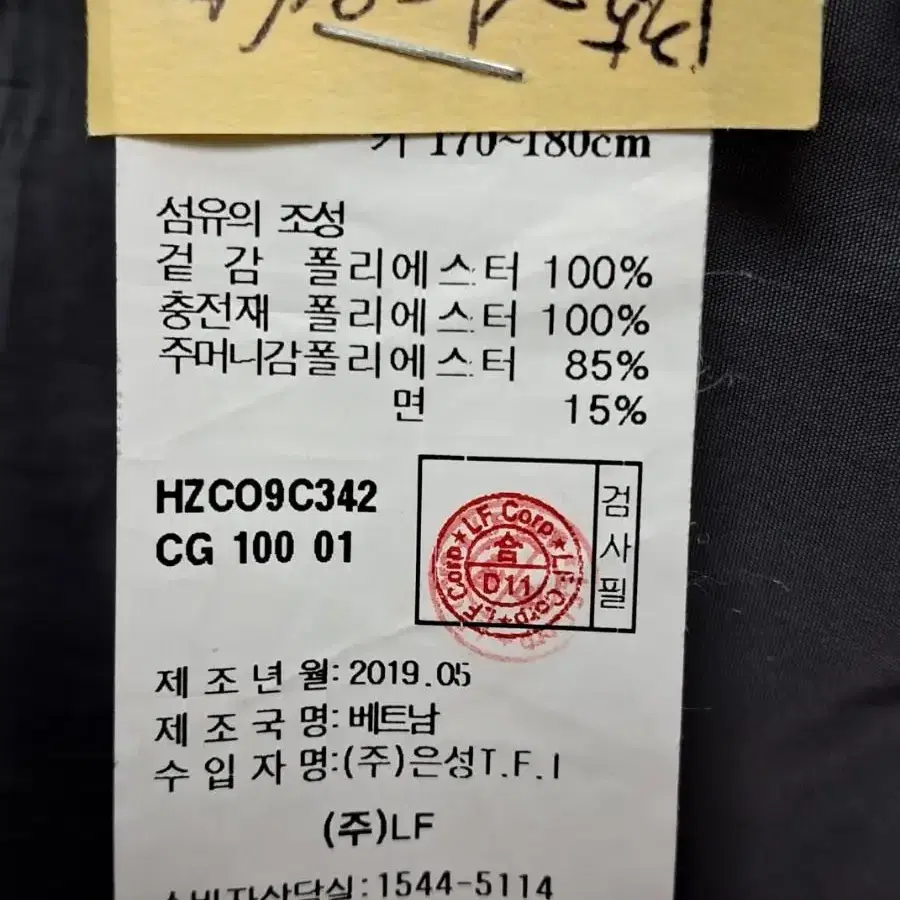 키 170~180cm
섬유의 조성
겉 감 폴리에스터 100%
충전재 폴리에스터 100%
주머니감폴리에스터 85%
면 15%
HZCO9C342
CG 100 01
LF Corp★LF Corp★LF Corp★
合
D11
검사필
제 조 년 월: 2019.05
제 조 국 명: 베트남
수 입 자 명:(주)은성T.F.I
(주)LF
소비자상담실:1544-5114